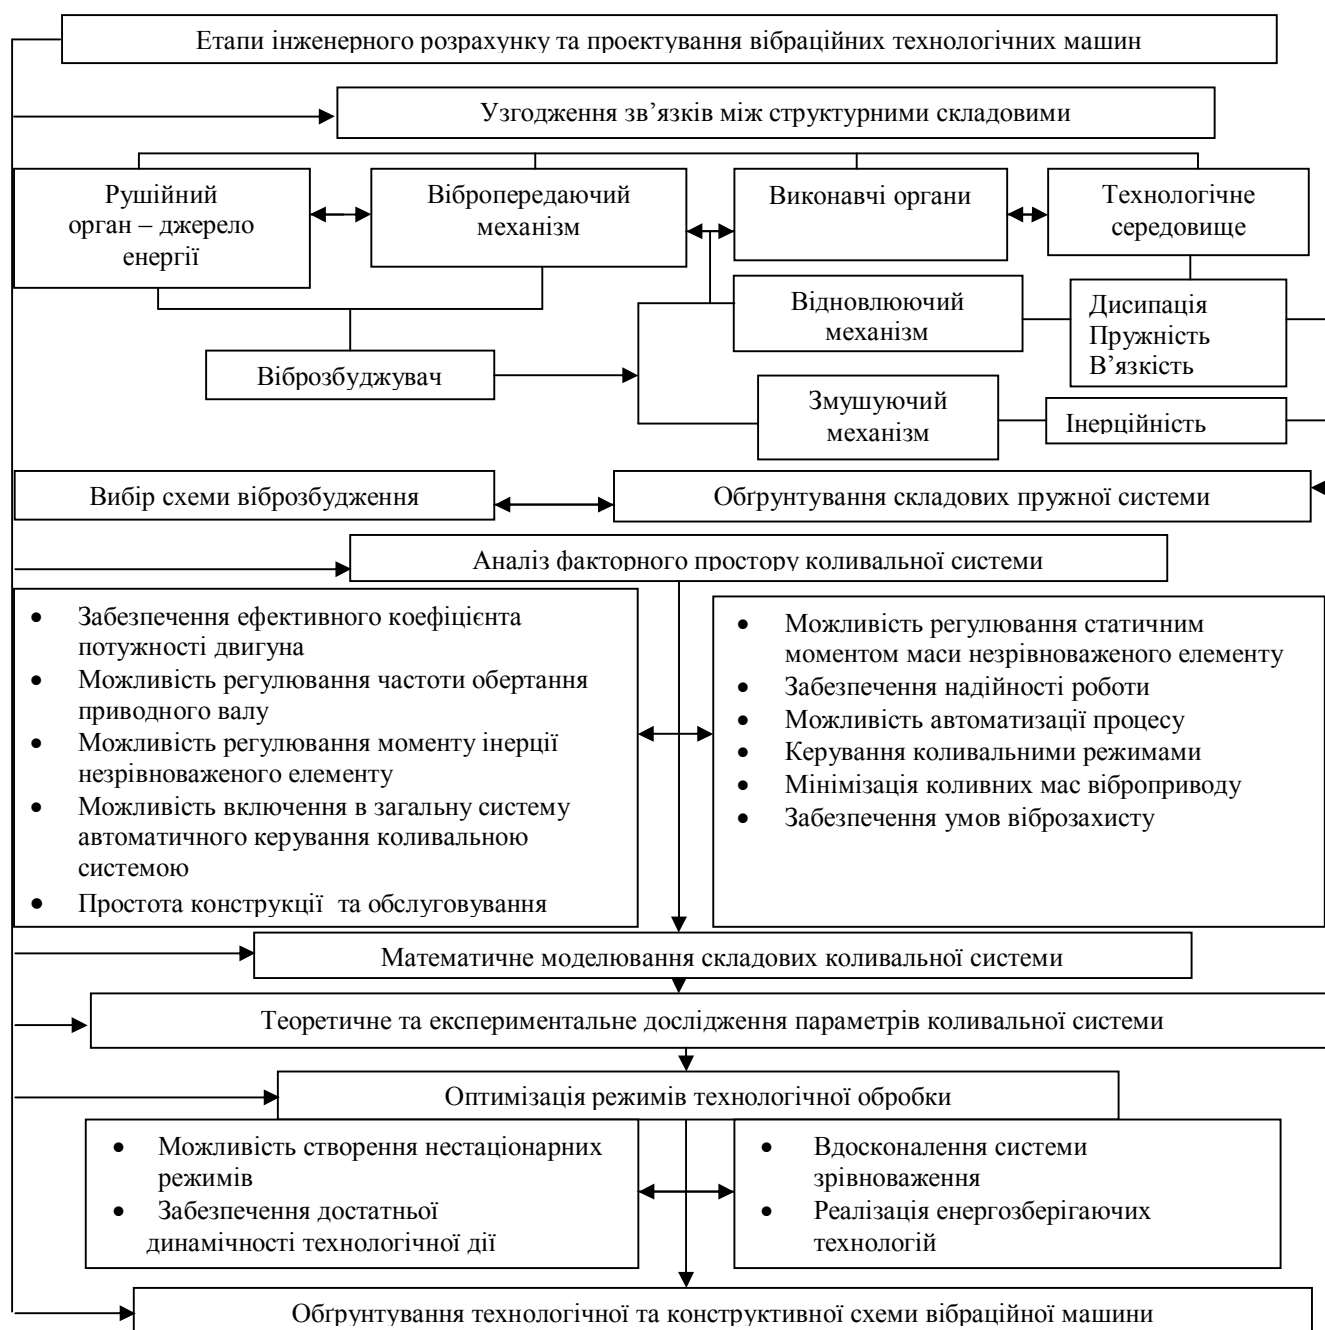 Етапи інженерного розрахунку та проектування вібраційних технологічних машин
Узгодження зв’язків між структурними складовими
Рушійний
орган – джерело
енергії
Вібропередаючий
механізм
Виконавчі органи
Технологічне
середовище
Відновлюючий
механізм
Дисипація
Пружність
В’язкість
Віброзбуджувач
Змушуючий
механізм
Інерційність
Вибір схеми віброзбудження
Обґрунтування складових пружної системи
Аналіз факторного простору коливальної системи
• Забезпечення ефективного коефіцієнта
потужності двигуна
• Можливість регулювання частоти обертання
приводного валу
• Можливість регулювання моменту інерції
незрівноваженого елементу
• Можливість включення в загальну систему
автоматичного керування коливальною
системою
• Простота конструкції та обслуговування
• Можливість регулювання статичним
моментом маси незрівноваженого елементу
• Забезпечення надійності роботи
• Можливість автоматизації процесу
• Керування коливальними режимами
• Мінімізація коливних мас віброприводу
• Забезпечення умов віброзахисту
Математичне моделювання складових коливальної системи
Теоретичне та експериментальне дослідження параметрів коливальної системи
Оптимізація режимів технологічної обробки
• Можливість створення нестаціонарних
режимів
• Забезпечення достатньої
динамічності технологічної дії
• Вдосконалення системи
зрівноваження
• Реалізація енергозберігаючих
технологій
Обґрунтування технологічної та конструктивної схеми вібраційної машини